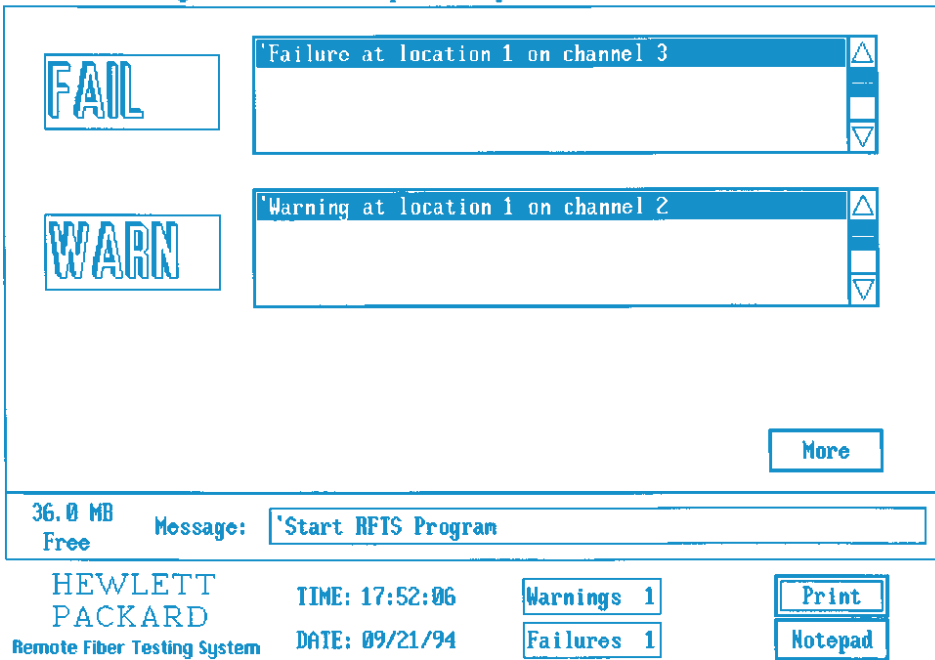 FAIL
'Failure at location 1 on channel 3
WARN
'Warning at location 1 on channel 2
More
36.0 MB
Free
Message:
'Start RFTS Program
HEWLETT
PACKARD
Remote Fiber Testing System
TIME: 17:52:06
DATE: 09/21/94
Warnings 1
Failures 1
Print
Notepad